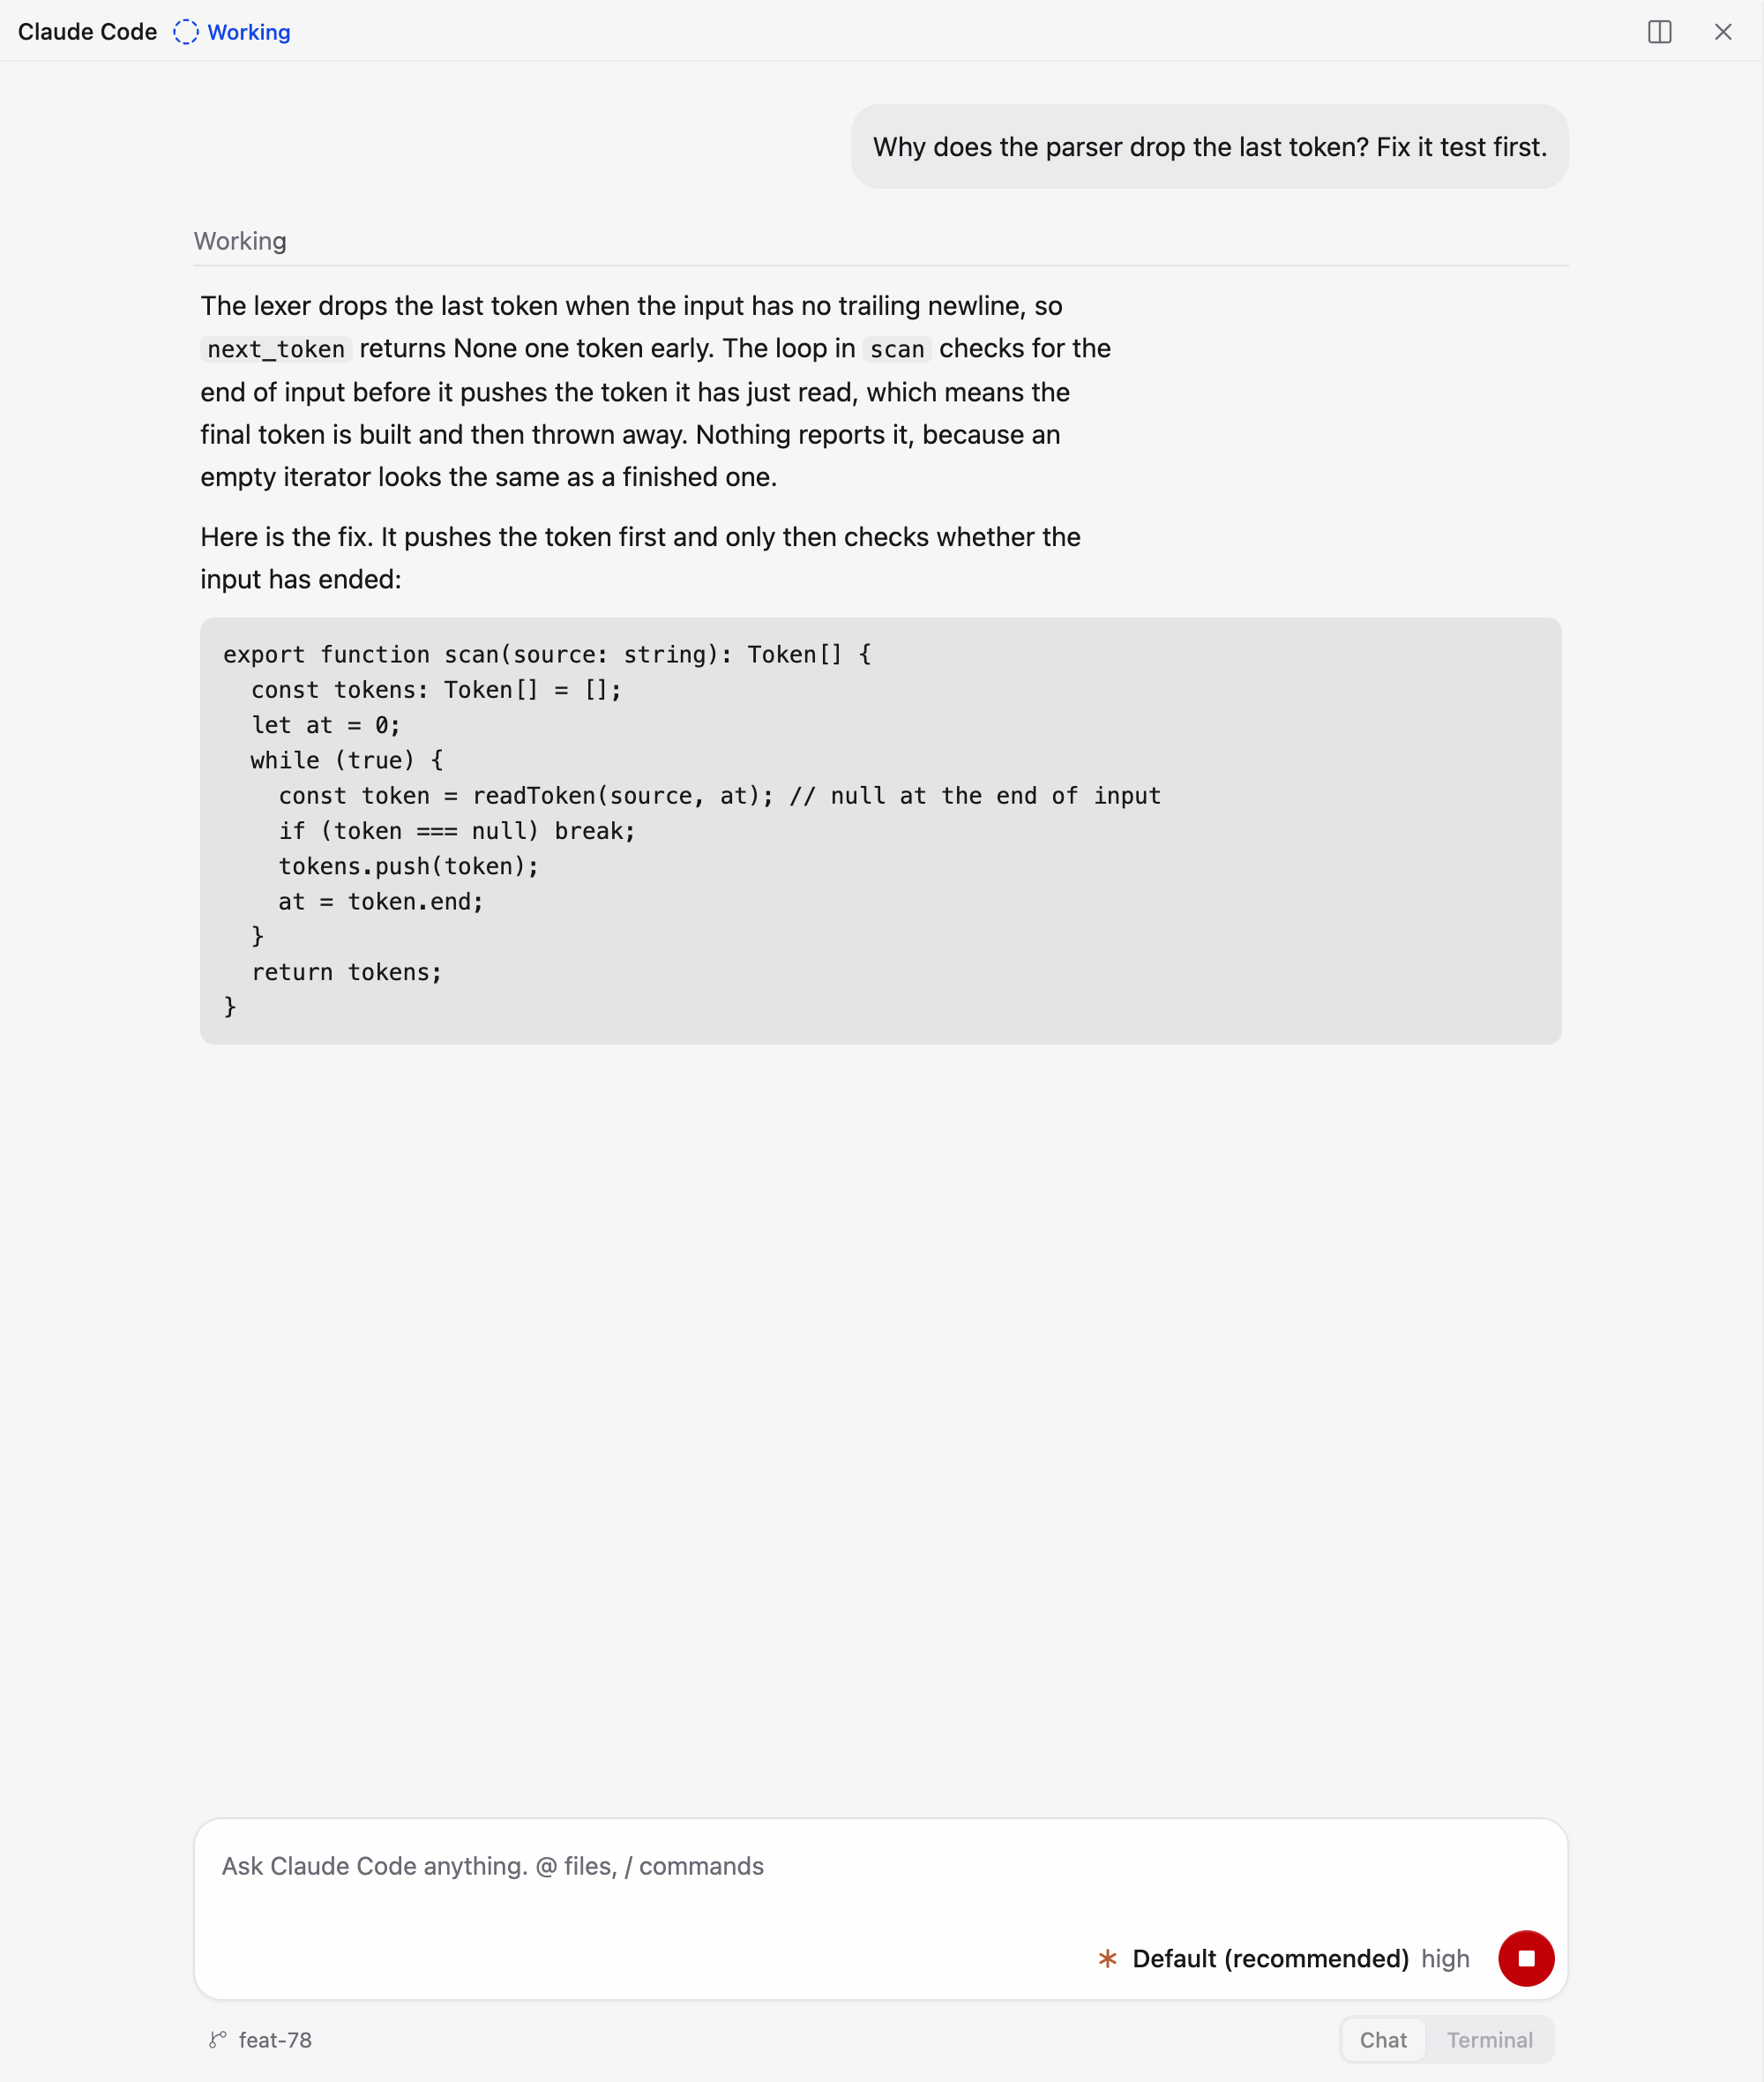 Claude Code Working
Why does the parser drop the last token? Fix it test first.
Working
The lexer drops the last token when the input has no trailing newline, so
next_token returns None one token early. The loop in scan checks for the
end of input before it pushes the token it has just read, which means the
final token is built and then thrown away. Nothing reports it, because an
empty iterator looks the same as a finished one.
Here is the fix. It pushes the token first and only then checks whether the
input has ended:
export function scan(source: string): Token[] {
  const tokens: Token[] = [];
  let at = 0;
  while (true) {
    const token = readToken(source, at); // null at the end of input
    if (token === null) break;
    tokens.push(token);
    at = token.end;
  }
  return tokens;
}
Ask Claude Code anything. @ files, / commands
Default (recommended) high
feat-78
Chat Terminal